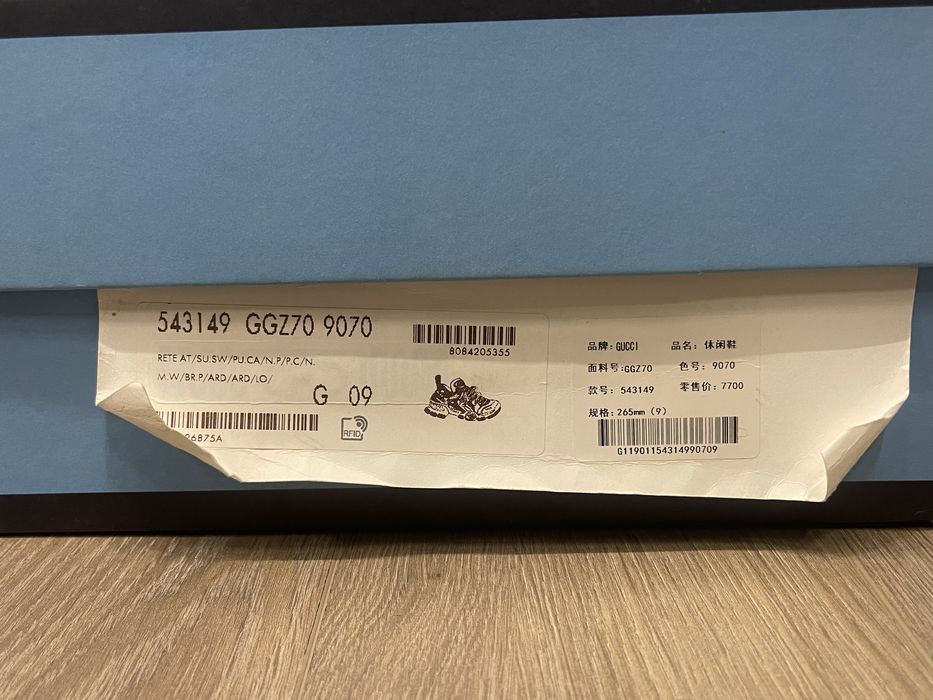 543149 GGZ70 9070
8084205355
RETE AT/SU.SW/PU.CA/N.P/P.C/N.
M.W/BR.P/ARD/ARD/LO/
G 09
26875A
RFID
品牌: GUCCI 品名: 休闲鞋
面料号:GGZ70 色号: 9070
款号: 543149 零售价: 7700
规格: 265mm (9)
G11901154314990709